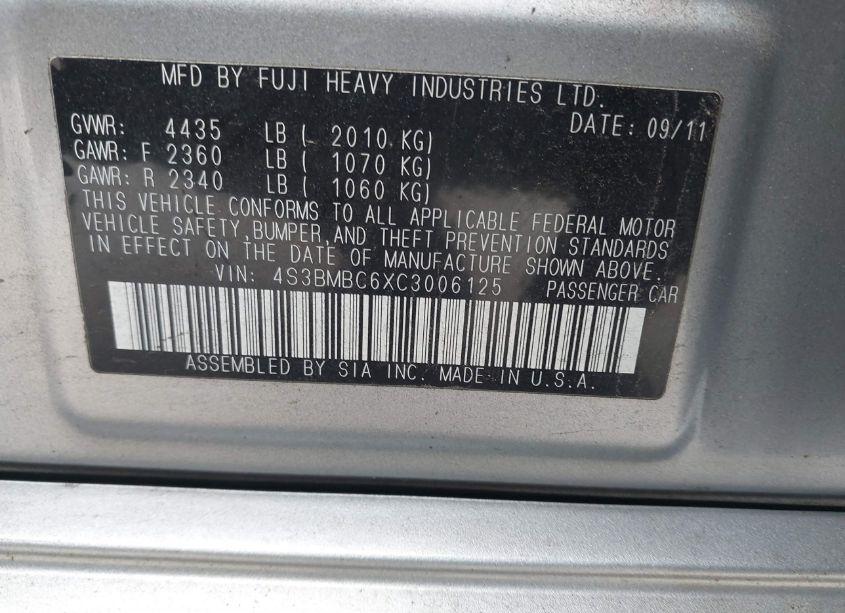 MFD BY FUJI HEAVY INDUSTRIES LTD.
DATE: 09/11
GVWR: 4435 LB ( 2010 KG)
GAWR: F 2360 LB ( 1070 KG)
GAWR: R 2340 LB ( 1060 KG)
THIS VEHICLE CONFORMS TO ALL APPLICABLE FEDERAL MOTOR
VEHICLE SAFETY,BUMPER,AND THEFT PREVENTION STANDARDS
IN EFFECT ON THE DATE OF MANUFACTURE SHOWN ABOVE.
VIN: 4S3BMBC6XC3006125 PASSENGER CAR
ASSEMBLED BY SIA INC. MADE IN U.S.A.